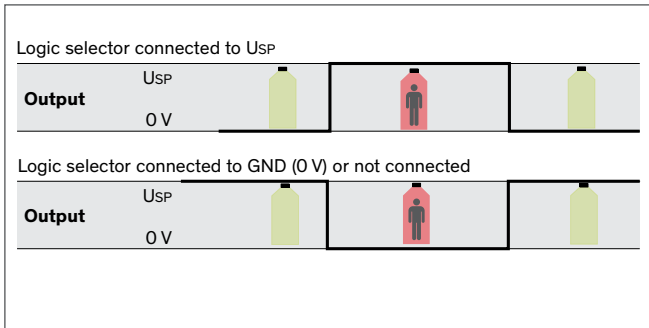 Logic selector connected to USP
USP
Output
0 V
Logic selector connected to GND (0 V) or not connected
USP
Output
0 V